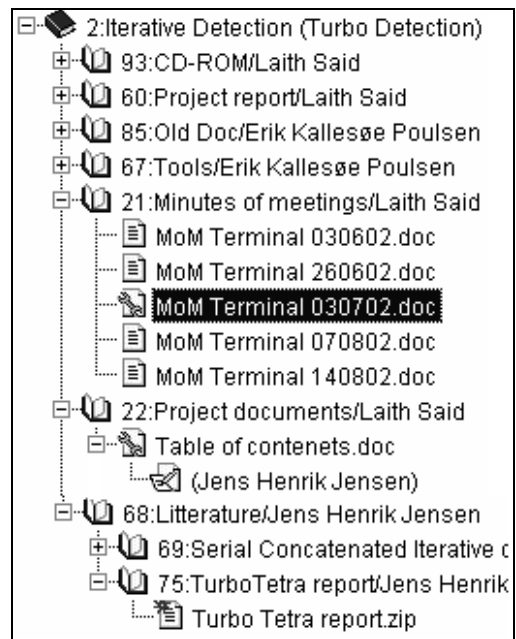 2:Iterative Detection (Turbo Detection)
93:CD-ROM/Laith Said
60:Project report/Laith Said
85:Old Doc/Erik Kallesøe Poulsen
67:Tools/Erik Kallesøe Poulsen
21:Minutes of meetings/Laith Said
MoM Terminal 030602.doc
MoM Terminal 260602.doc
MoM Terminal 030702.doc
MoM Terminal 070802.doc
MoM Terminal 140802.doc
22:Project documents/Laith Said
Table of contenets.doc
(Jens Henrik Jensen)
68:Litterature/Jens Henrik Jensen
69:Serial Concatenated Iterative
75:TurboTetra report/Jens Henrik
Turbo Tetra report.zip